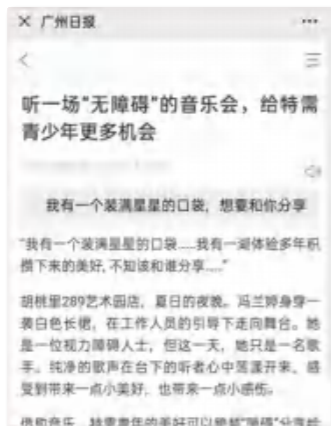 × 广州日报 ...
听一场"无障碍"的音乐会，给特需
青少年更多机会
我有一个装满星星的口袋，想要和你分享
"我有一个装满星星的口袋……我有一湖体验多年积
攒下来的美好，不知该和谁分享……"
胡桃里289艺术园店，夏日的夜晚。冯兰婷身穿一
袭白色长裙，在工作人员的引导下走向舞台。她
是一位视力障碍人士，但这一天，她只是一名歌
手。纯净的歌声在台下的听者心中荡漾开来，感
受到带来一点小美好，也带来一点小感伤。